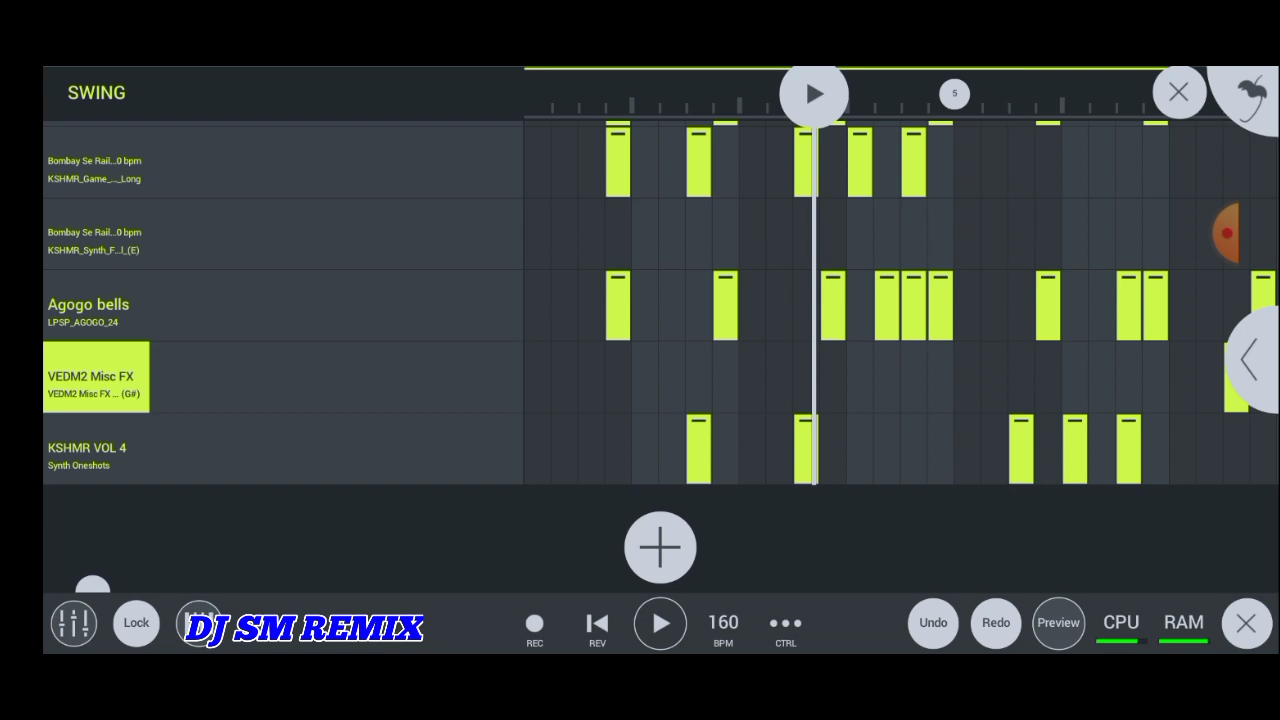 SWING
5
Bombay Se Rail...0 bpm
KSHMR_Game_..._Long
Bombay Se Rail...0 bpm
KSHMR_Synth_F...l_(E)
Agogo bells
LPSP_AGOGO_24
VEDM2 Misc FX
VEDM2 Misc FX ... (G#)
KSHMR VOL 4
Synth Oneshots
Lock
DJ SM REMIX
REC
REV
160
BPM
CTRL
Undo
Redo
Preview
CPU
RAM